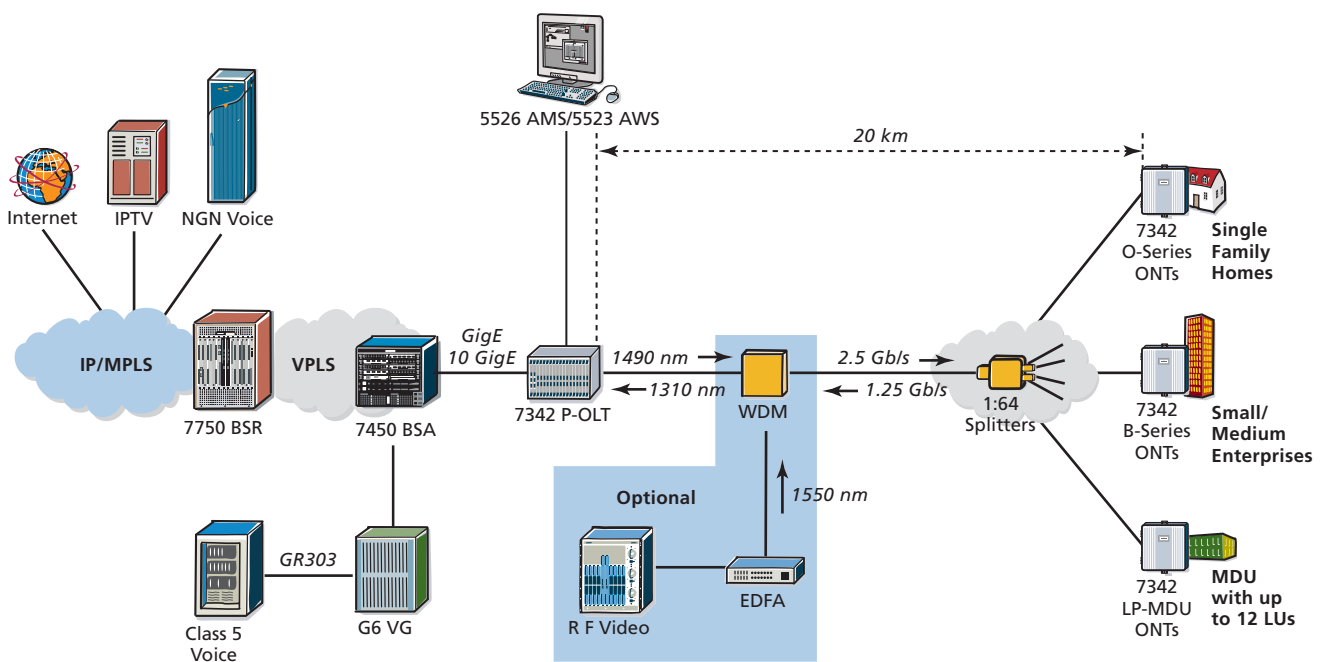 5526 AMS/5523 AWS
20 km
Internet
IPTV
NGN Voice
7342
O-Series
ONTs
Single
Family
Homes
IP/MPLS
7750 BSR
VPLS
7450 BSA
GigE
10 GigE
7342 P-OLT
1490 nm
1310 nm
WDM
2.5 Gb/s
1.25 Gb/s
1:64
Splitters
7342
B-Series
ONTs
Small/
Medium
Enterprises
Optional
1550 nm
GR303
Class 5
Voice
G6 VG
R F Video
EDFA
7342
LP-MDU
ONTs
MDU
with up
to 12 LUs